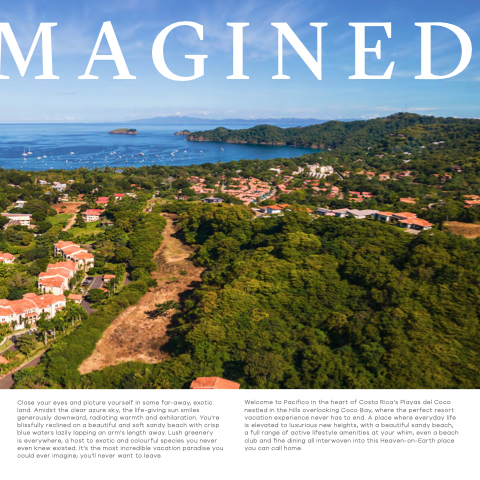 MAGINED
Close your eyes and picture yourself in some far-away, exotic
land. Amidst the clear azure sky, the life-giving sun smiles
generously downward, radiating warmth and exhilaration. You're
blissfully reclined on a beautiful and soft sandy beach with crisp
blue waters lazily lapping an arm's length away. Lush greenery
is everywhere, a host to exotic and colourful species you never
even knew existed. It's the most incredible vacation paradise you
could ever imagine; you'll never want to leave.
Welcome to Pacifico in the heart of Costa Rica's Playas del Coco
nestled in the hills overlooking Coco Bay, where the perfect resort
vacation experience never has to end. A place where everyday life
is elevated to luxurious new heights, with a beautiful sandy beach,
a full range of active lifestyle amenities at your whim, even a beach
club and fine dining all interwoven into this Heaven-on-Earth place
you can call home.